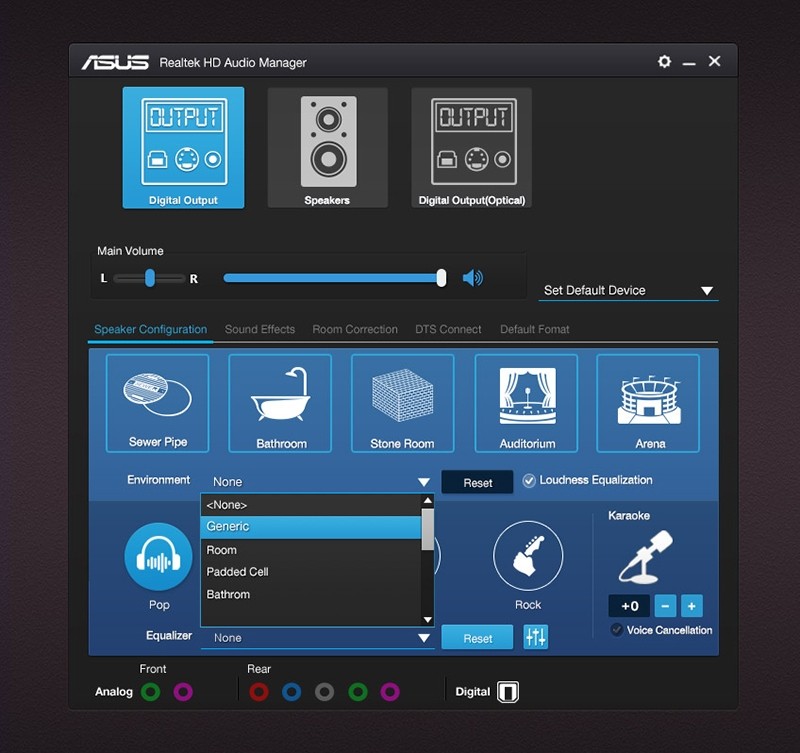 ASUS Realtek HD Audio Manager
OUTPUT
OUTPUT
Digital Output
Speakers
Digital Output(Optical)
Main Volume
L
R
Set Default Device
Speaker Configuration
Sound Effects
Room Correction
DTS Connect
Default Fomat
Sewer Pipe
Bathroom
Stone Room
Auditorium
Arena
Environment
None
Reset
Loudness Equalization
<None>
Generic
Room
Padded Cell
Bathrom
Pop
Rock
Karaoke
+0
-
+
Voice Cancellation
Equalizer
None
Reset
Front
Rear
Analog
Digital